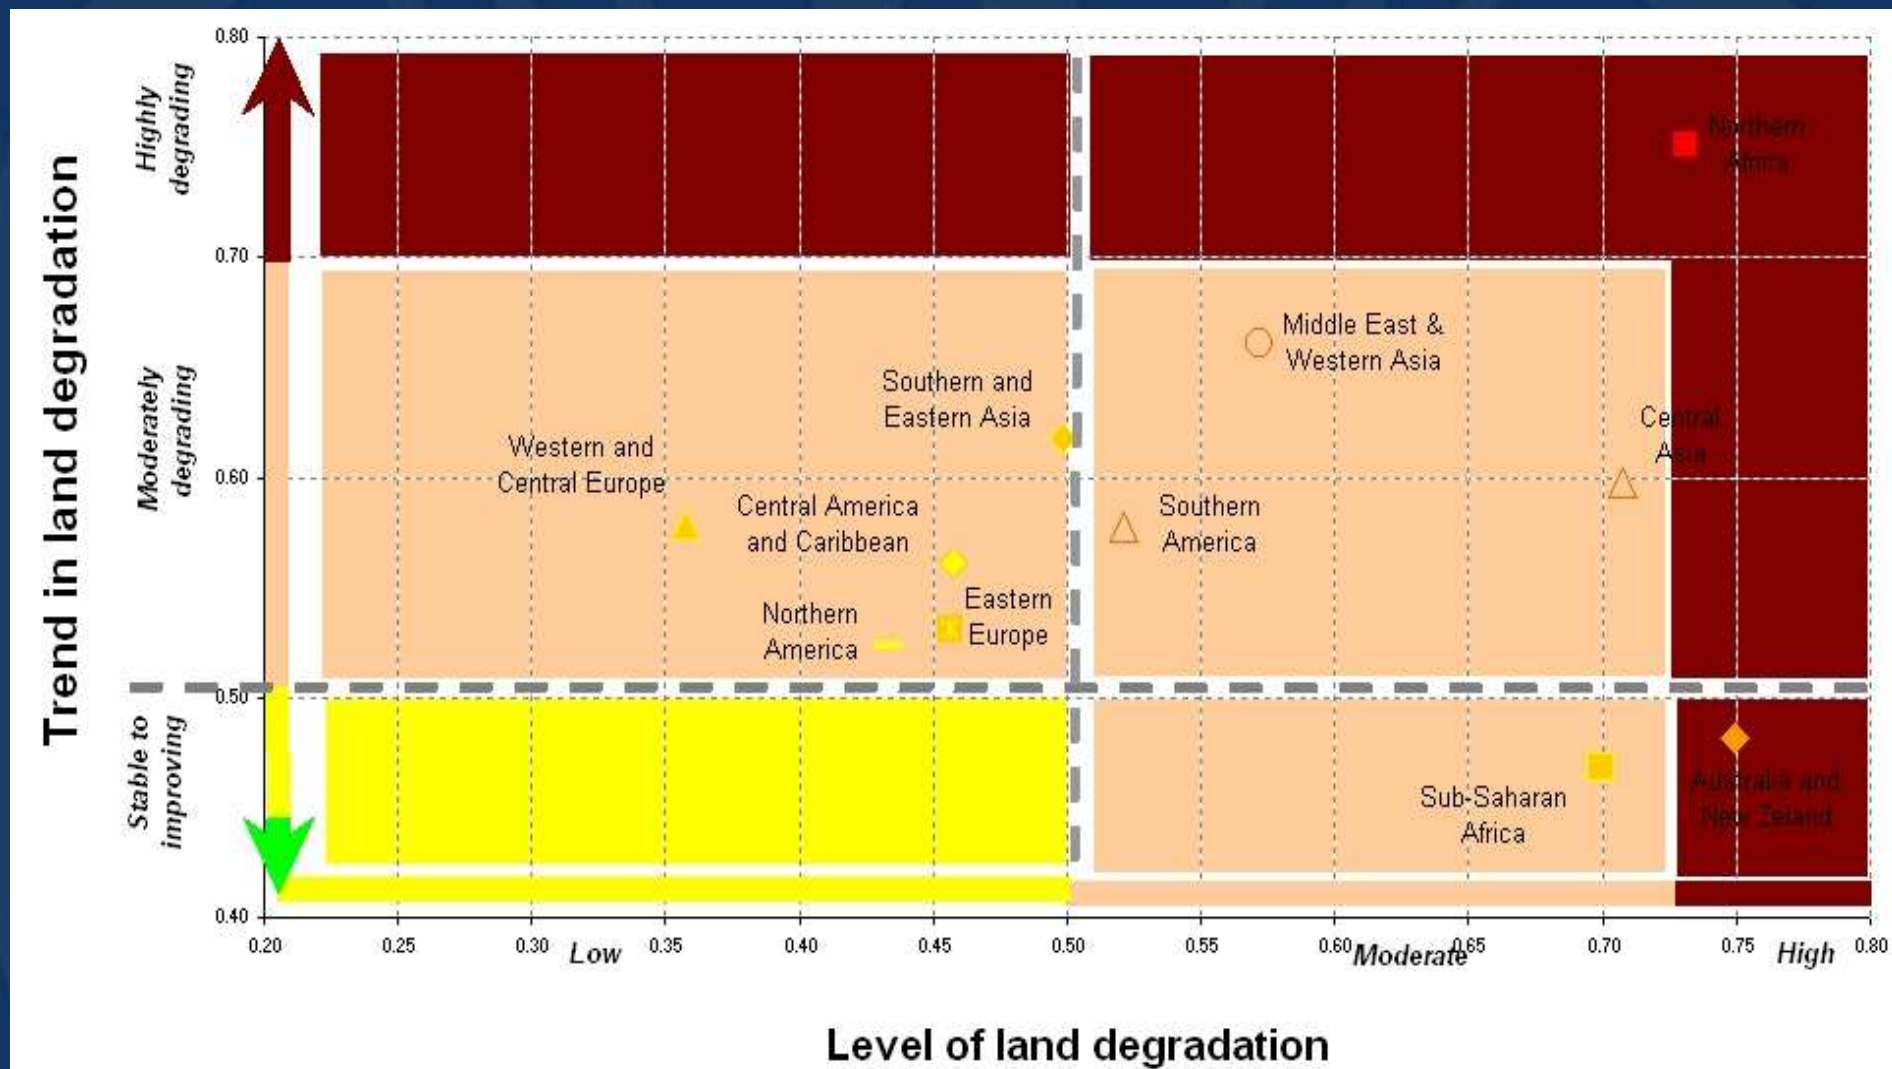 Trend in land degradation
Highly
degrading
Moderately
degrading
Stable to
improving
0.80
0.70
0.60
0.50
0.40
Northern
Africa
Middle East &
Western Asia
Southern and
Eastern Asia
Central
Asia
Western and
Central Europe
Central America
and Caribbean
Southern
America
Eastern
Europe
Northern
America
Sub-Saharan
Africa
Australia and
New Zeland
0.20 0.25 0.30 0.35 0.40 0.45 0.50 0.55 0.60 0.65 0.70 0.75 0.80
Low Moderate High
Level of land degradation